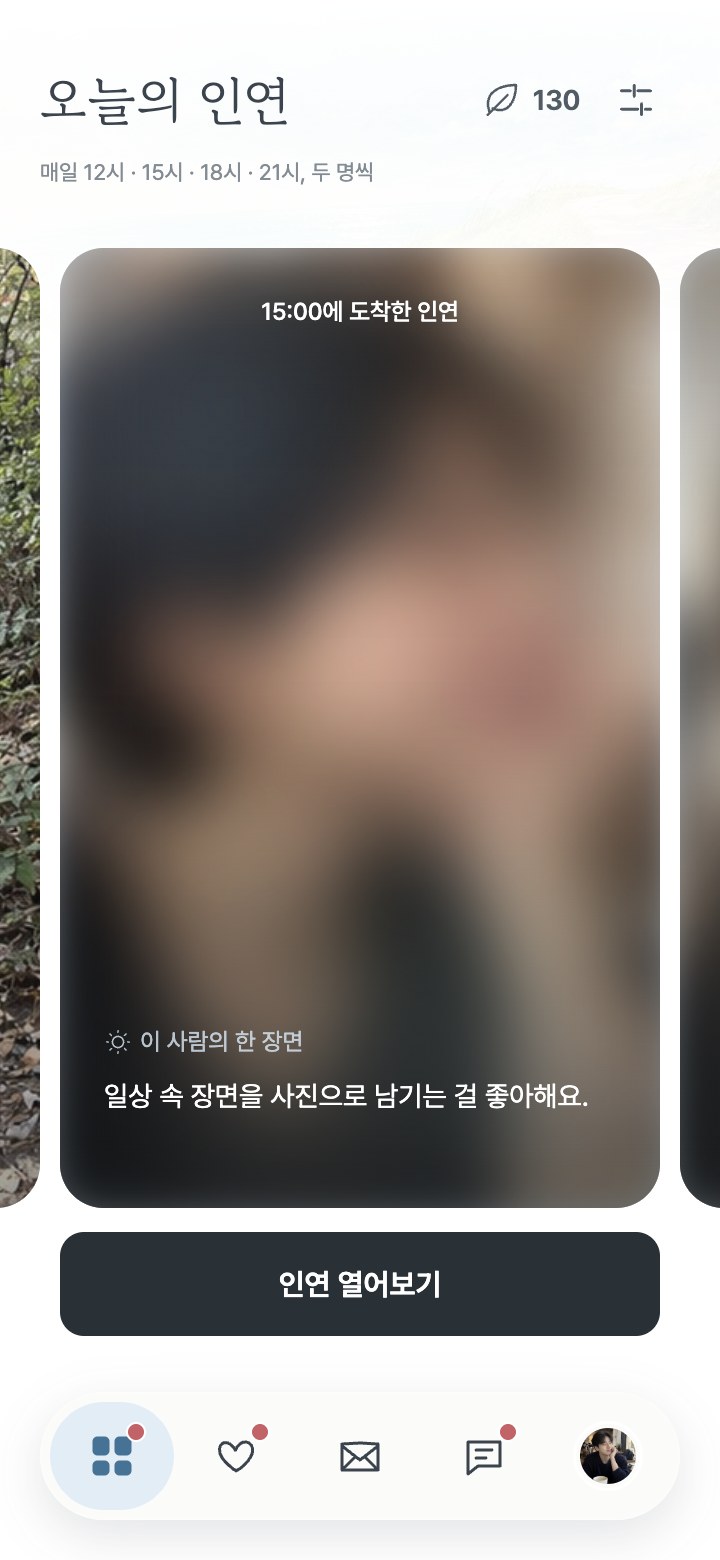 오늘의 인연
130
매일 12시 · 15시 · 18시 · 21시, 두 명씩
15:00에 도착한 인연
이 사람의 한 장면
일상 속 장면을 사진으로 남기는 걸 좋아해요.
인연 열어보기